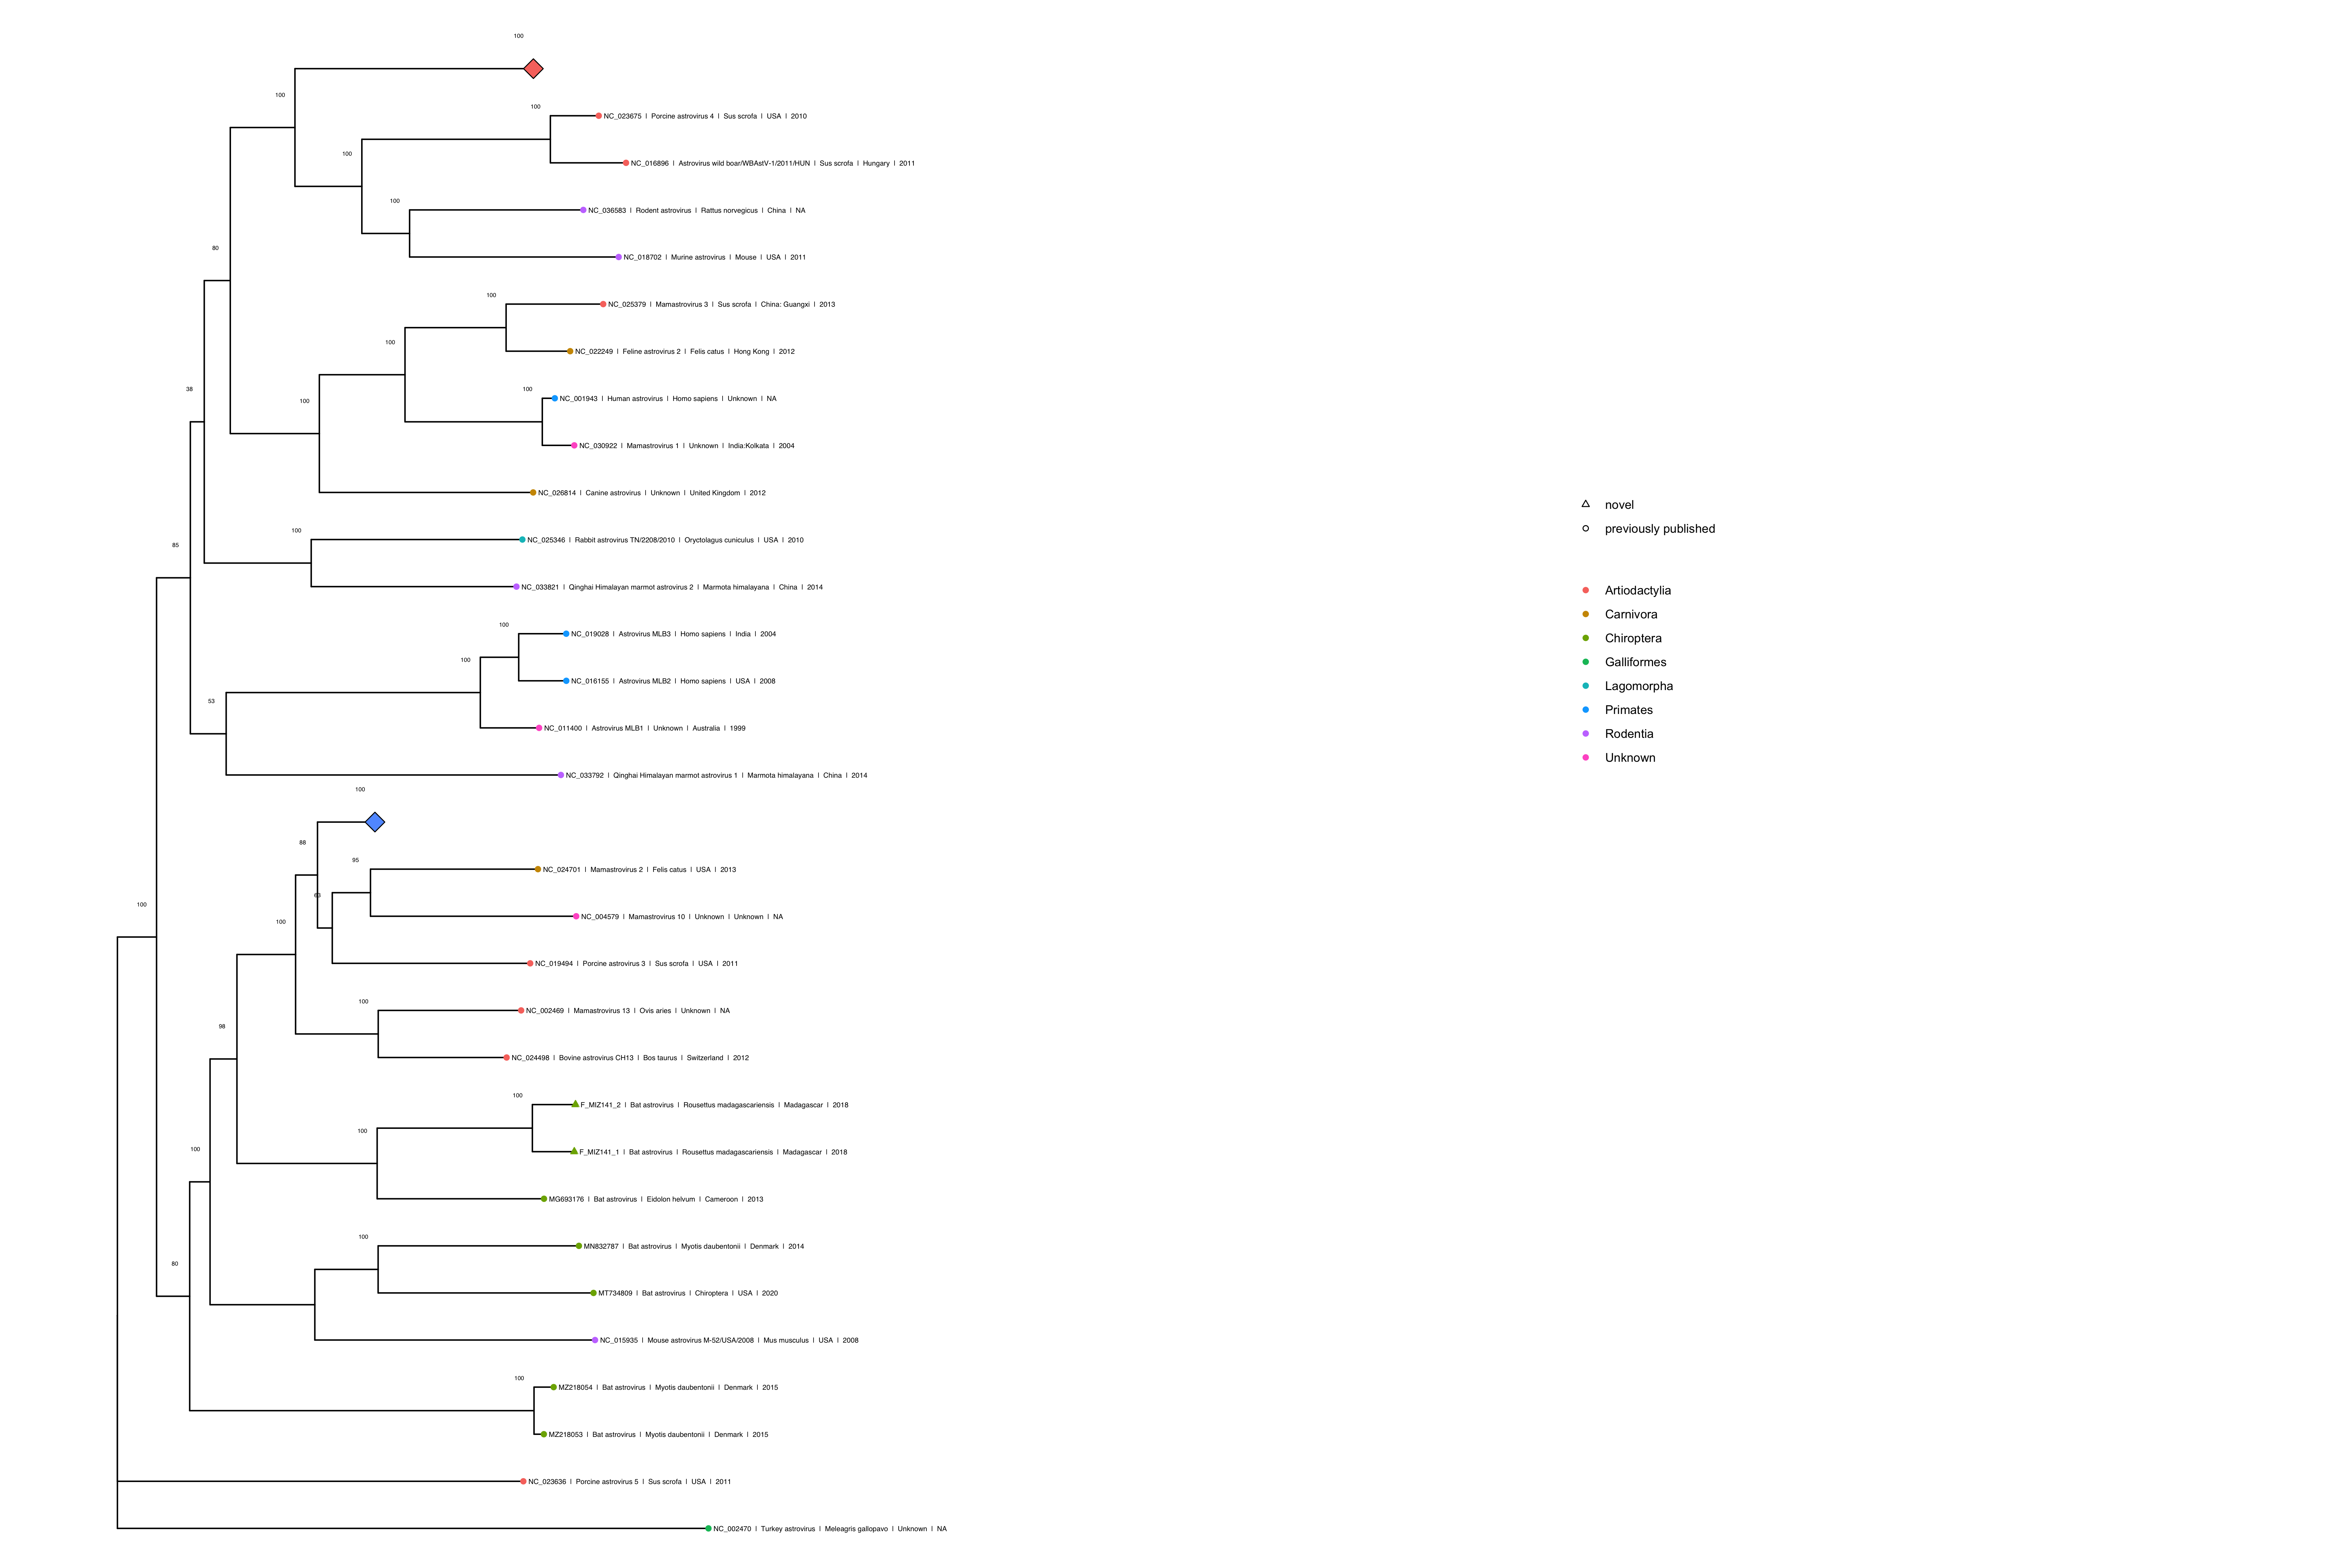 100
100
100
NC_023675 | Porcine astrovirus 4 | Sus scrofa | USA | 2010
100
NC_016896 | Astrovirus wild boar/WBAstV-1/2011/HUN | Sus scrofa | Hungary | 2011
100
NC_036583 | Rodent astrovirus | Rattus norvegicus | China | NA
80
NC_018702 | Murine astrovirus | Mouse | USA | 2011
100
NC_025379 | Mamastrovirus 3 | Sus scrofa | China: Guangxi | 2013
100
NC_022249 | Feline astrovirus 2 | Felis catus | Hong Kong | 2012
38
100
NC_001943 | Human astrovirus | Homo sapiens | Unknown | NA
100
NC_030922 | Mamastrovirus 1 | Unknown | India:Kolkata | 2004
NC_026814 | Canine astrovirus | Unknown | United Kingdom | 2012
100
NC_025346 | Rabbit astrovirus TN/2208/2010 | Oryctolagus cuniculus | USA | 2010
85
NC_033821 | Qinghai Himalayan marmot astrovirus 2 | Marmota himalayana | China | 2014
100
NC_019028 | Astrovirus MLB3 | Homo sapiens | India | 2004
100
NC_016155 | Astrovirus MLB2 | Homo sapiens | USA | 2008
53
NC_011400 | Astrovirus MLB1 | Unknown | Australia | 1999
NC_033792 | Qinghai Himalayan marmot astrovirus 1 | Marmota himalayana | China | 2014
100
88
95
NC_024701 | Mamastrovirus 2 | Felis catus | USA | 2013
100
NC_004579 | Mamastrovirus 10 | Unknown | Unknown | NA
100
NC_019494 | Porcine astrovirus 3 | Sus scrofa | USA | 2011
100
NC_002469 | Mamastrovirus 13 | Ovis aries | Unknown | NA
98
NC_024498 | Bovine astrovirus CH13 | Bos taurus | Switzerland | 2012
100
F_MIZ141_2 | Bat astrovirus | Rousettus madagascariensis | Madagascar | 2018
100
100
F_MIZ141_1 | Bat astrovirus | Rousettus madagascariensis | Madagascar | 2018
MG693176 | Bat astrovirus | Eidolon helvum | Cameroon | 2013
100
MN832787 | Bat astrovirus | Myotis daubentonii | Denmark | 2014
80
MT734809 | Bat astrovirus | Chiroptera | USA | 2020
NC_015935 | Mouse astrovirus M-52/USA/2008 | Mus musculus | USA | 2008
100
MZ218054 | Bat astrovirus | Myotis daubentonii | Denmark | 2015
MZ218053 | Bat astrovirus | Myotis daubentonii | Denmark | 2015
NC_023636 | Porcine astrovirus 5 | Sus scrofa | USA | 2011
NC_002470 | Turkey astrovirus | Meleagris gallopavo | Unknown | NA
novel
previously published
Artiodactylia
Carnivora
Chiroptera
Galliformes
Lagomorpha
Primates
Rodentia
Unknown